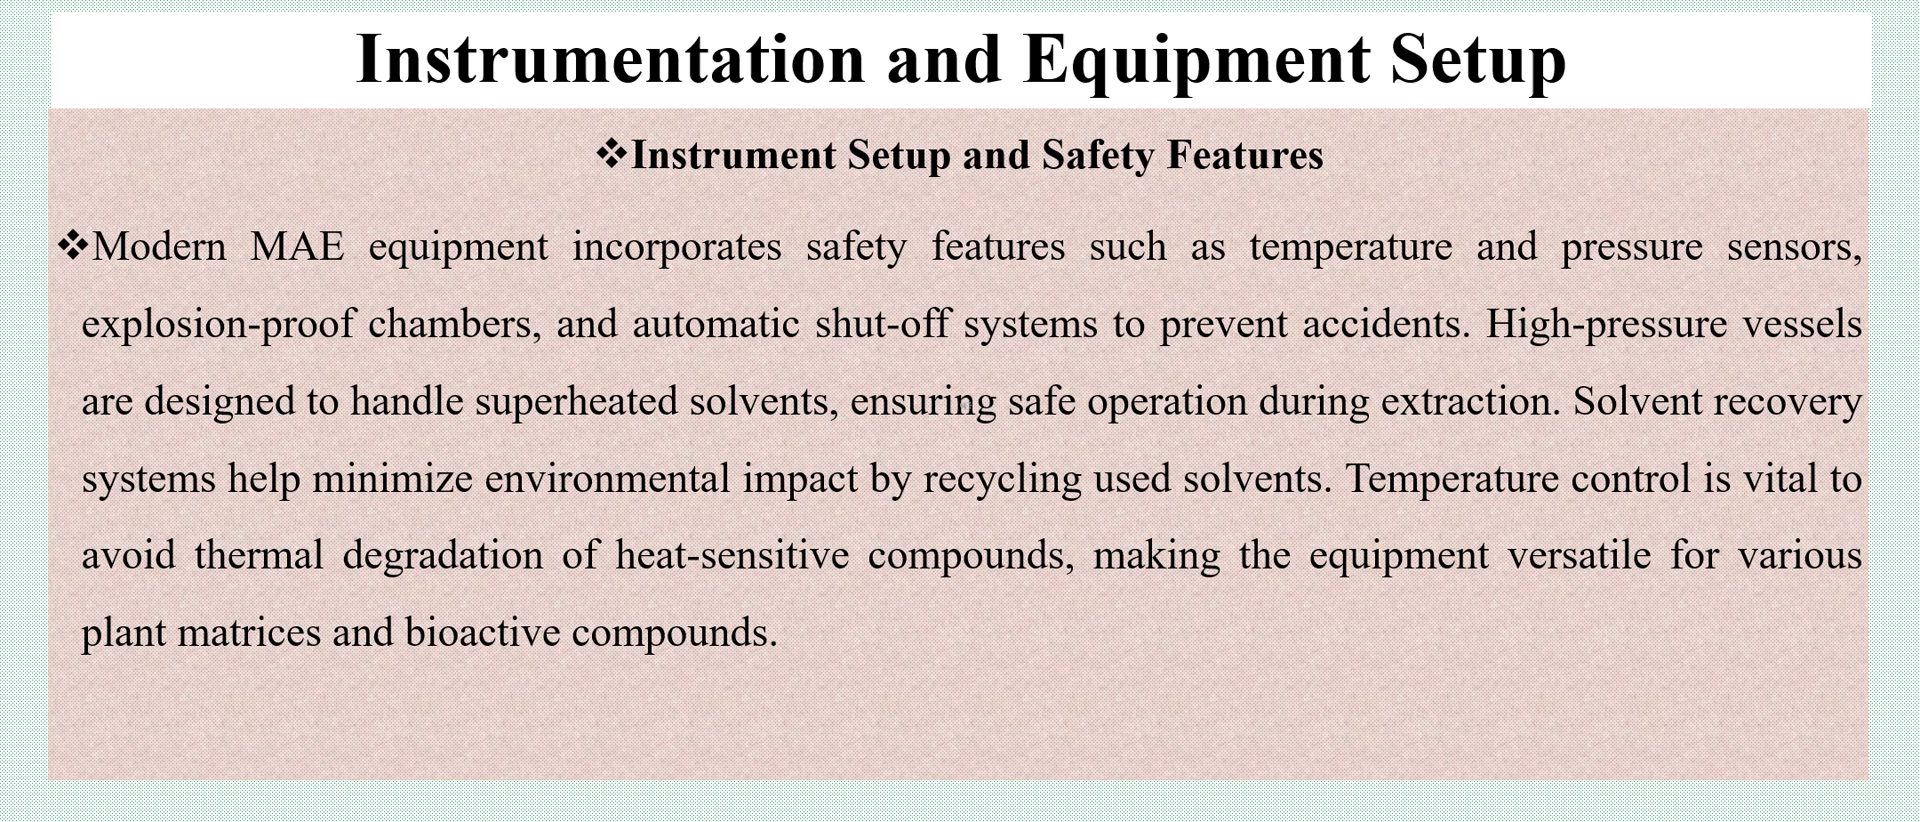 Instrumentation and Equipment Setup
❖Instrument Setup and Safety Features
❖Modern MAE equipment incorporates safety features such as temperature and pressure sensors,
explosion-proof chambers, and automatic shut-off systems to prevent accidents. High-pressure vessels
are designed to handle superheated solvents, ensuring safe operation during extraction. Solvent recovery
systems help minimize environmental impact by recycling used solvents. Temperature control is vital to
avoid thermal degradation of heat-sensitive compounds, making the equipment versatile for various
plant matrices and bioactive compounds.